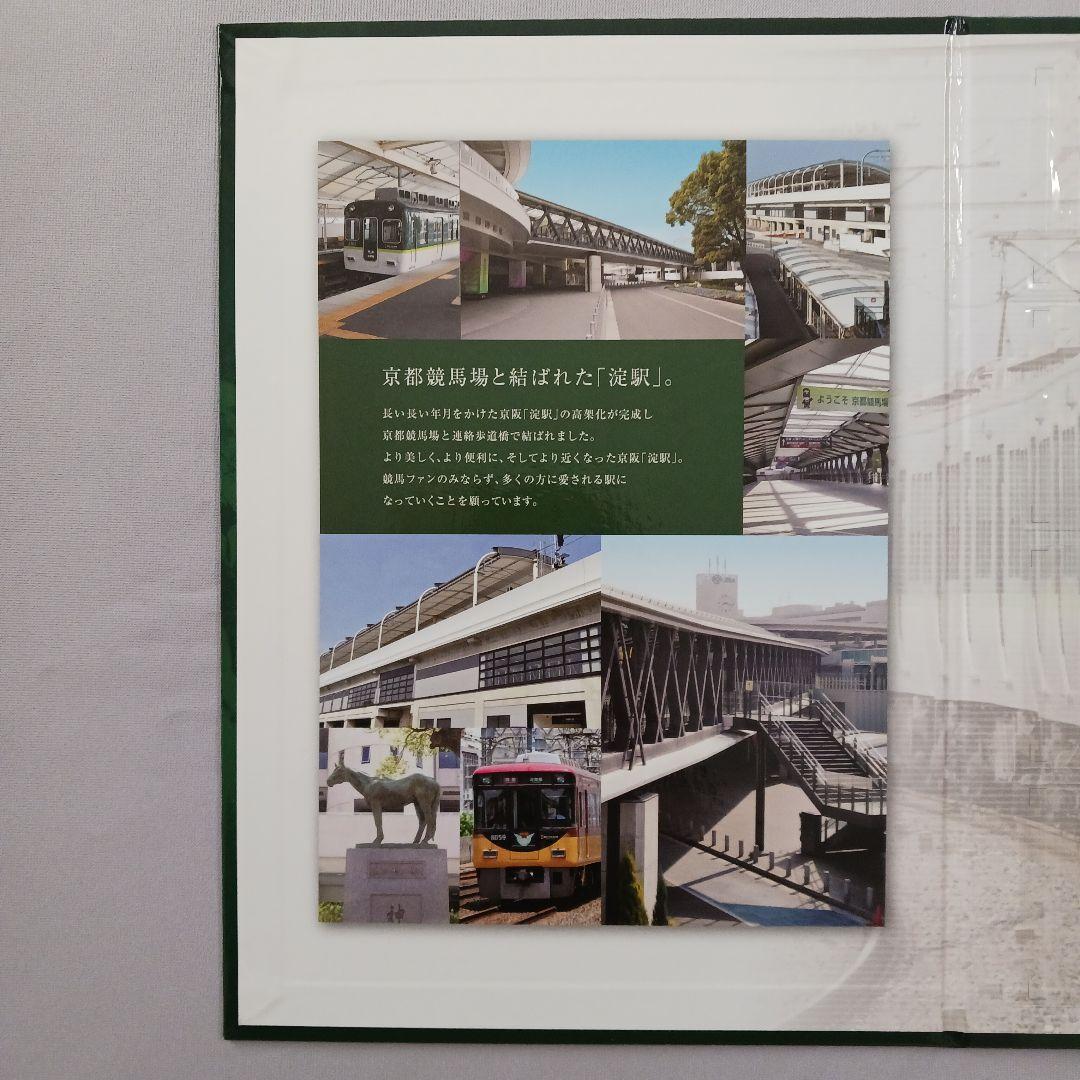 ようこそ 京都競馬場
京都競馬場と結ばれた「淀駅」。
長い長い年月をかけた京阪「淀駅」の高架化が完成し
京都競馬場と連絡歩道橋で結ばれました。
より美しく、より便利に、そしてより近くなった京阪「淀駅」。
競馬ファンのみならず、多くの方に愛される駅に
なっていくことを願っています。
8059
神